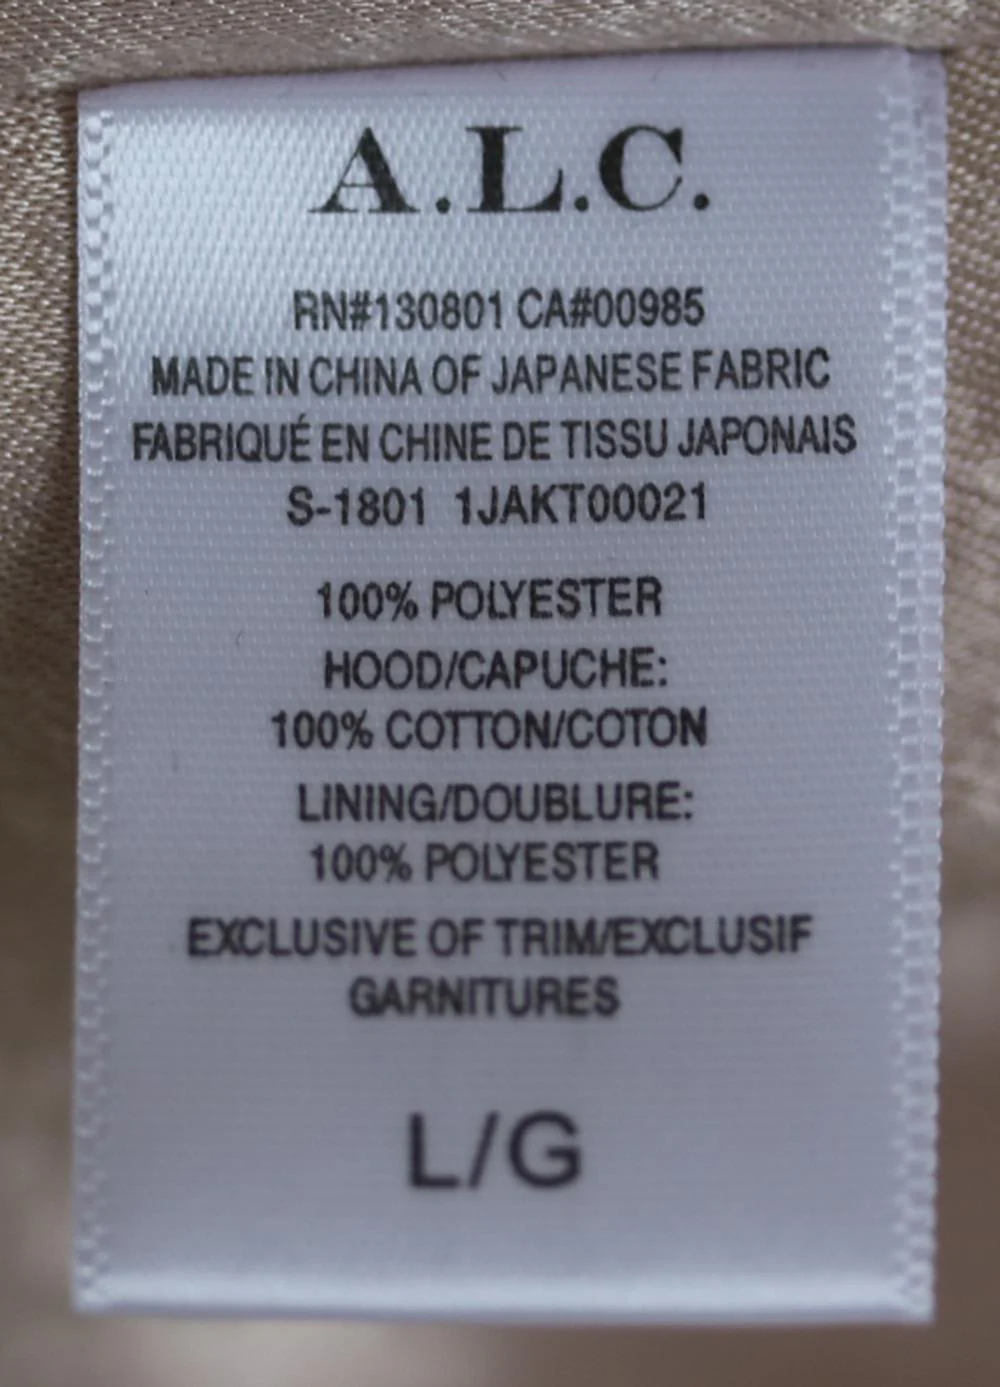 A.L.C.
RN#130801 CA#00985
MADE IN CHINA OF JAPANESE FABRIC
FABRIQUÉ EN CHINE DE TISSU JAPONAIS
S-1801 1JAKT00021
100% POLYESTER
HOOD/CAPUCHE:
100% COTTON/COTON
LINING/DOUBLURE:
100% POLYESTER
EXCLUSIVE OF TRIM/EXCLUSIF
GARNITURES
L/G